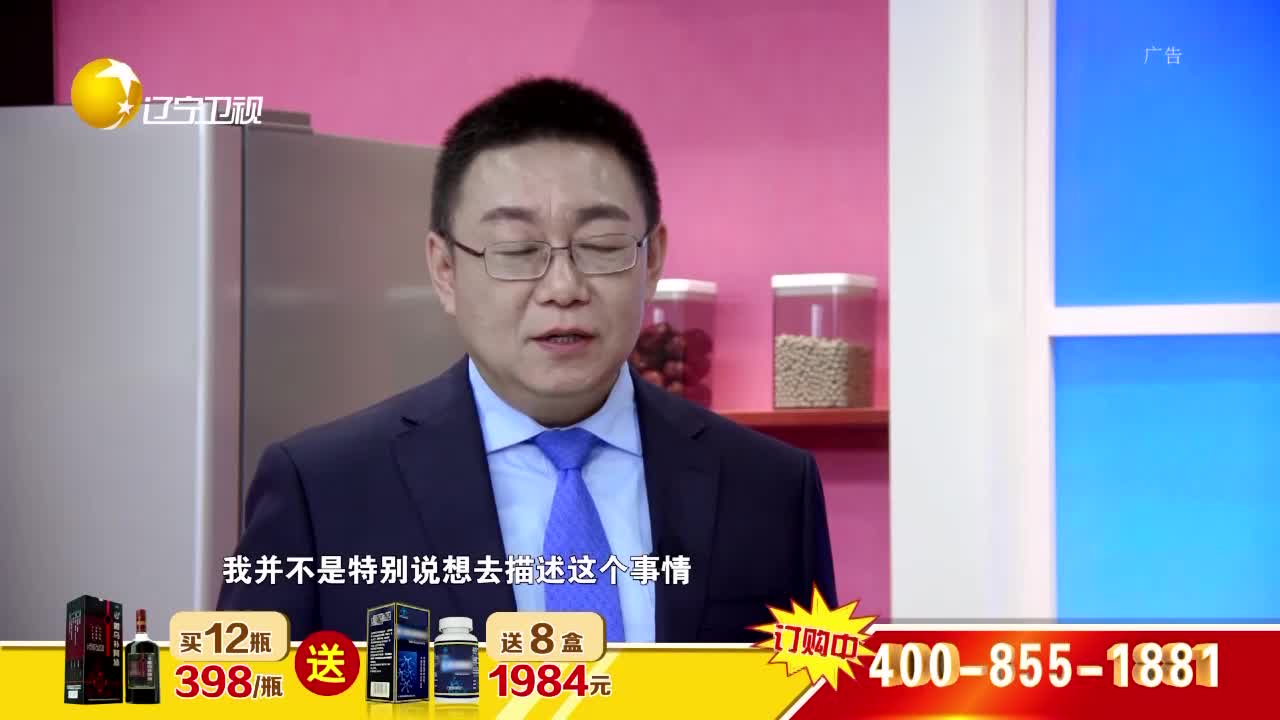 广告
辽宁卫视
我并不是特别说想去描述这个事情
买12瓶
398/瓶
送
送8盒
1984元
订购中
400-855-1881